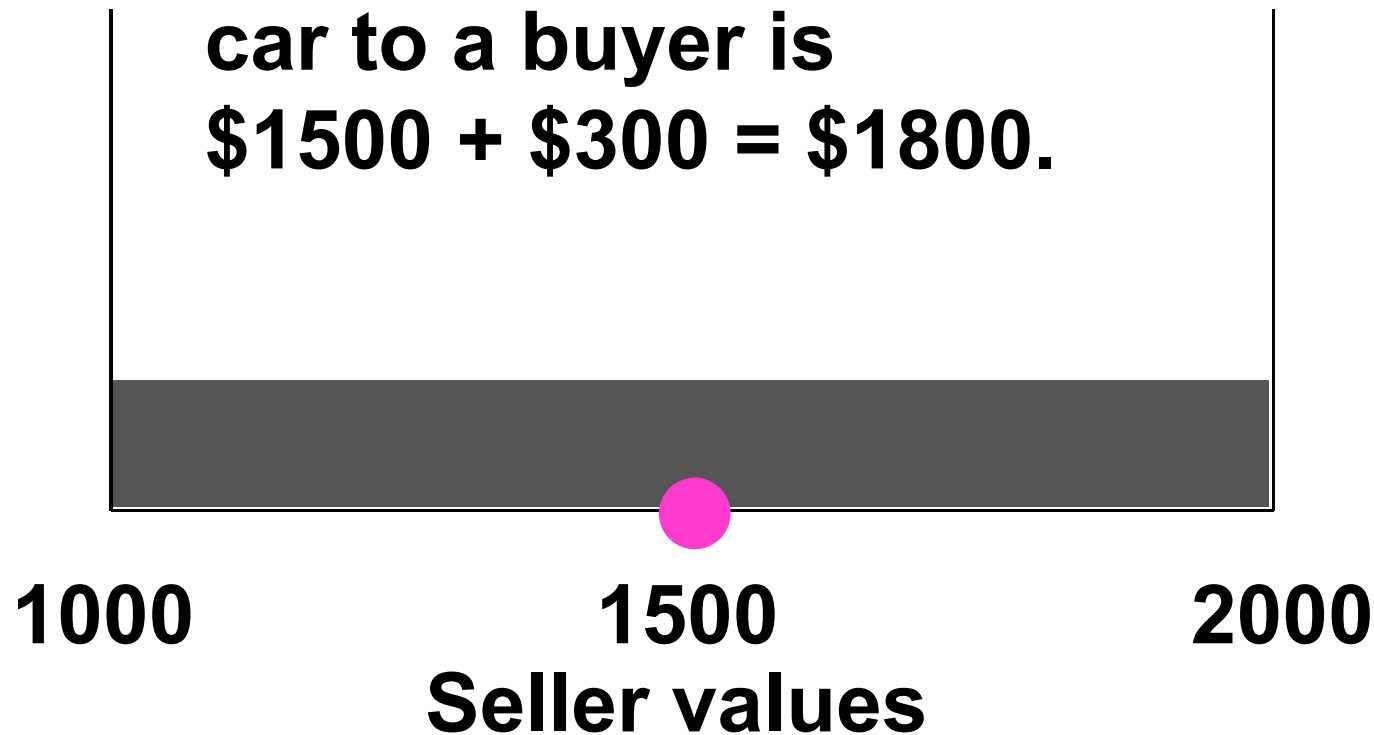 car to a buyer is
$1500 + $300 = $1800.
1000 1500 2000
Seller values